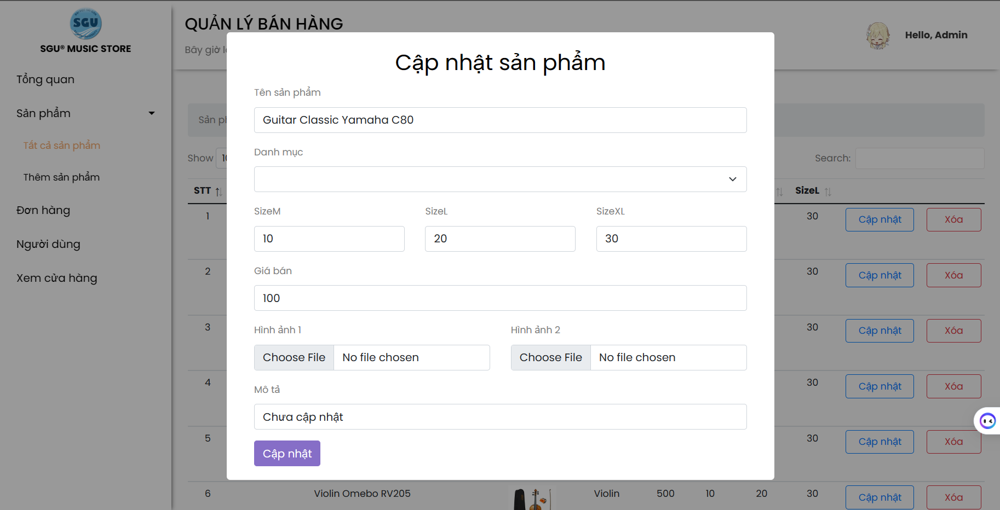 SGU
SGU® MUSIC STORE
Tổng quan
Sản phẩm
Tất cả sản phẩm
Thêm sản phẩm
Đơn hàng
Người dùng
Xem cửa hàng
QUẢN LÝ BÁN HÀNG
Bây giờ
Hello, Admin
Cập nhật sản phẩm
Tên sản phẩm
Guitar Classic Yamaha C80
Danh mục
SizeM SizeL SizeXL
10 20 30
Giá bán
100
Hình ảnh 1 Hình ảnh 2
Choose File No file chosen Choose File No file chosen
Mô tả
Chưa cập nhật
Cập nhật
Sản
Show
Search:
STT SizeL
1 30 Cập nhật Xóa
2 30 Cập nhật Xóa
3 30 Cập nhật Xóa
4 30 Cập nhật Xóa
5 30 Cập nhật Xóa
6 Violin Omebo RV205 Violin 500 10 20 30 Cập nhật Xóa